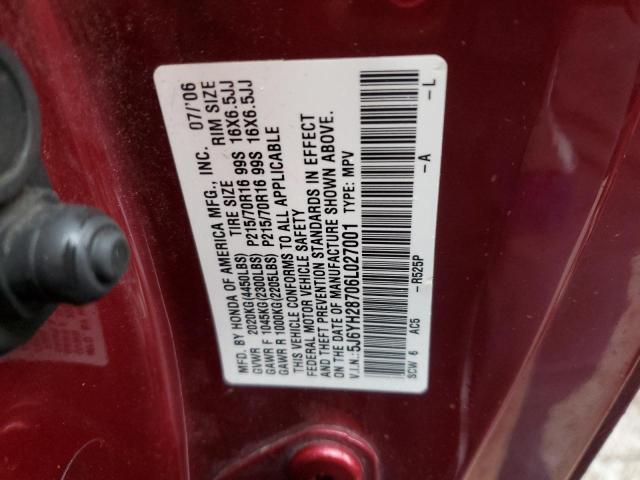 MFD. BY HONDA OF AMERICA MFG., INC. 07/'06
TIRE SIZE RIM SIZE
GVWR 2020KG(4450LBS) P215/70R16 99S 16X6.5JJ
GAWR F 1045KG(2300LBS) P215/70R16 99S 16X6.5JJ
GAWR R 1000KG(2205LBS)
THIS VEHICLE CONFORMS TO ALL APPLICABLE
FEDERAL MOTOR VEHICLE SAFETY
AND THEFT PREVENTION STANDARDS IN EFFECT
ON THE DATE OF MANUFACTURE SHOWN ABOVE.
V.I.N.:5J6YH28706L027001 TYPE: MPV
SCW 6 AC5 -R525P -A -L